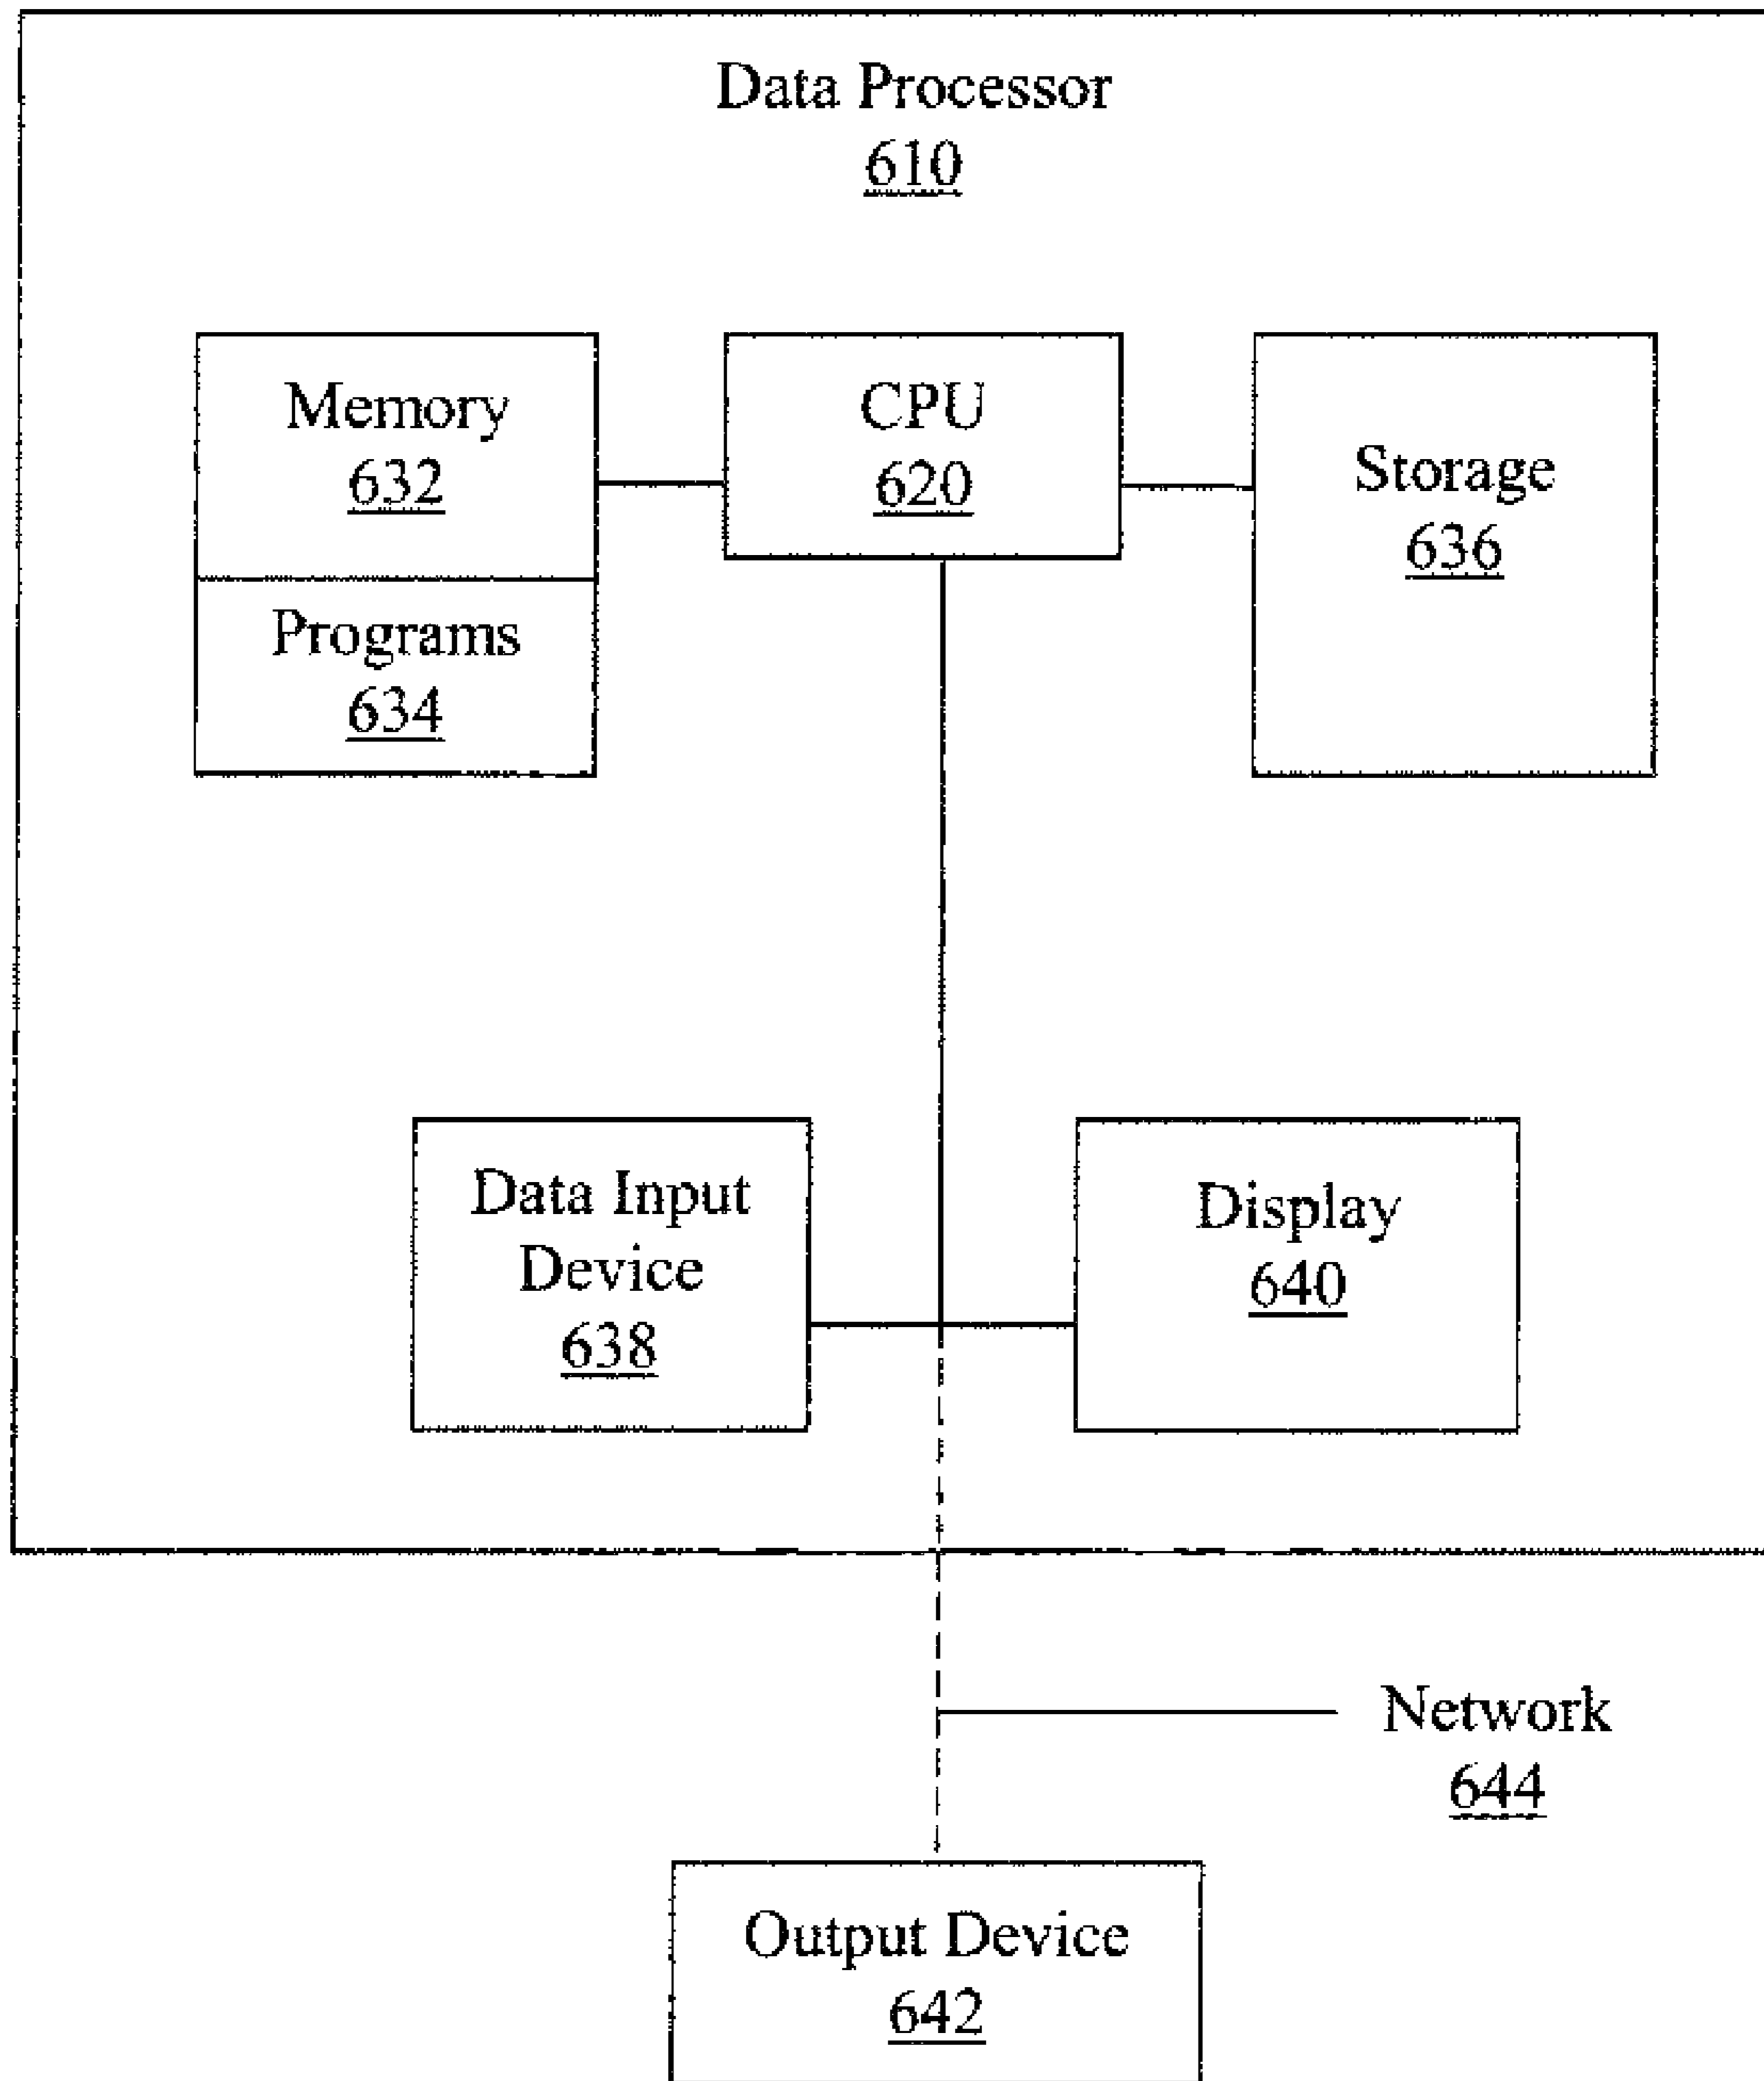 Data Processor
610
Memory
632
CPU
620
Storage
636
Programs
634
Data Input
Device
638
Display
640
Network
644
Output Device
642